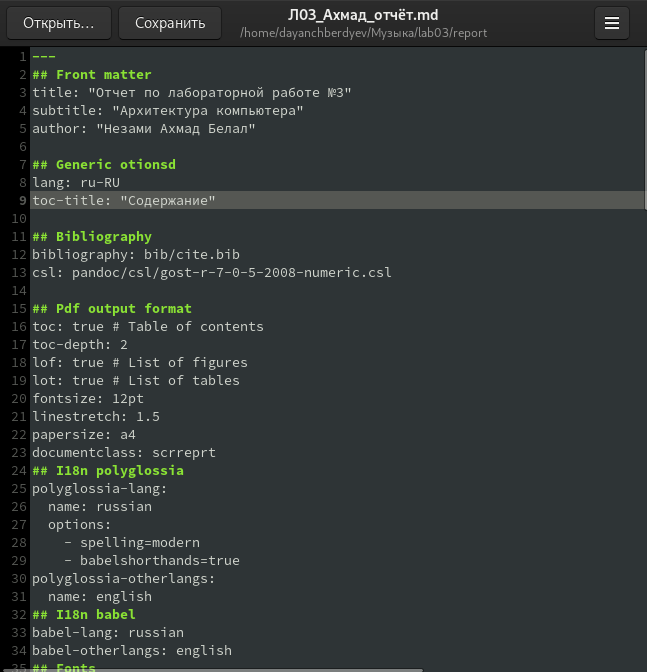 Открыть...
Сохранить
Л03_Ахмад_отчёт.md
/home/dayanchberdyev/Музыка/lab03/report
1 ---
2 ## Front matter
3 title: "Отчет по лабораторной работе №3"
4 subtitle: "Архитектура компьютера"
5 author: "Незами Ахмад Белал"
6
7 ## Generic otionsd
8 lang: ru-RU
9 toc-title: "Содержание"
10
11 ## Bibliography
12 bibliography: bib/cite.bib
13 csl: pandoc/csl/gost-r-7-0-5-2008-numeric.csl
14
15 ## Pdf output format
16 toc: true # Table of contents
17 toc-depth: 2
18 lof: true # List of figures
19 lot: true # List of tables
20 fontsize: 12pt
21 linestretch: 1.5
22 papersize: a4
23 documentclass: scrreprt
24 ## I18n polyglossia
25 polyglossia-lang:
26   name: russian
27   options:
28     - spelling=modern
29     - babelshorthands=true
30 polyglossia-otherlangs:
31   name: english
32 ## I18n babel
33 babel-lang: russian
34 babel-otherlangs: english
35 ## Fonts